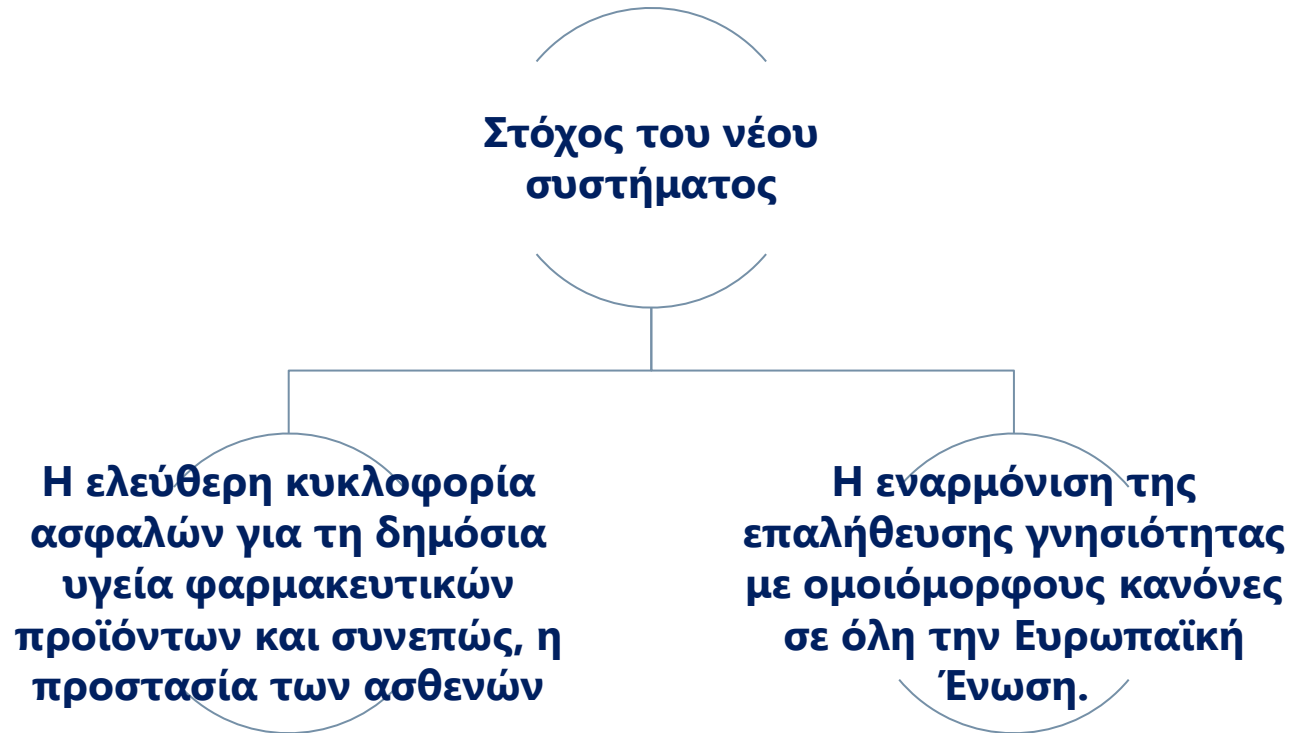 Στόχος του νέου
συστήματος
Η ελεύθερη κυκλοφορία
ασφαλών για τη δημόσια
υγεία φαρμακευτικών
προϊόντων και συνεπώς, η
προστασία των ασθενών
Η εναρμόνιση της
επαλήθευσης γνησιότητας
με ομοιόμορφους κανόνες
σε όλη την Ευρωπαϊκή
Ένωση.